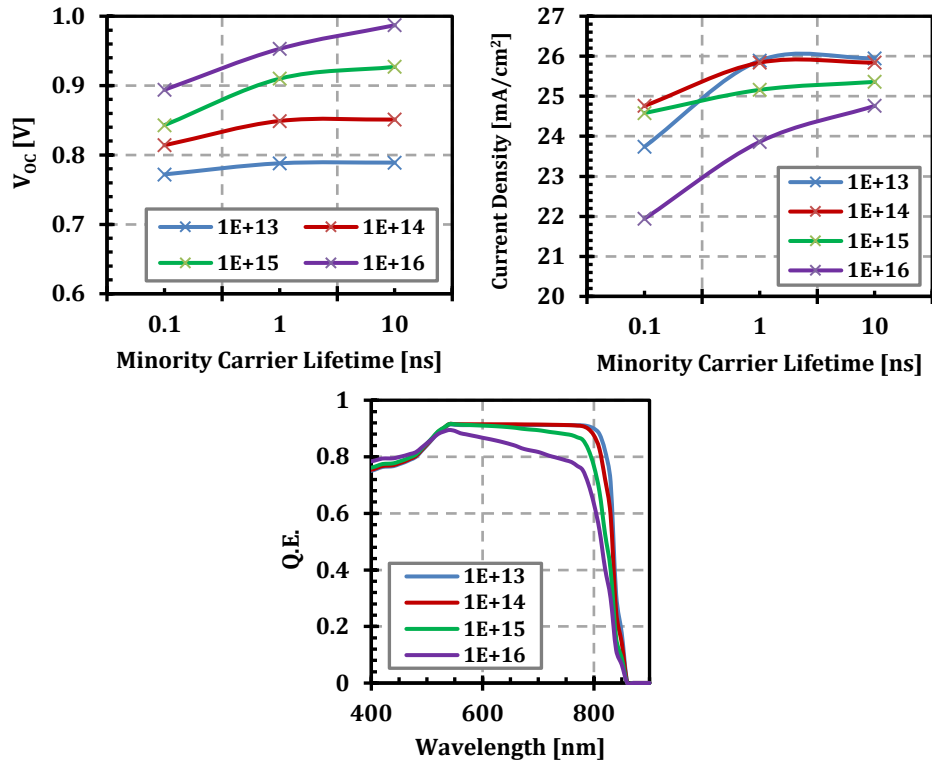 1.0
0.9
0.8
0.7
0.6
V_OC [V]
1E+13 1E+14
1E+15 1E+16
0.1 1 10
Minority Carrier Lifetime [ns]
27
26
25
24
23
22
21
20
Current Density [mA/cm²]
1E+13
1E+14
1E+15
1E+16
0.1 1 10
Minority Carrier Lifetime [ns]
1
0.8
0.6
0.4
0.2
0
Q.E.
1E+13
1E+14
1E+15
1E+16
400 600 800
Wavelength [nm]